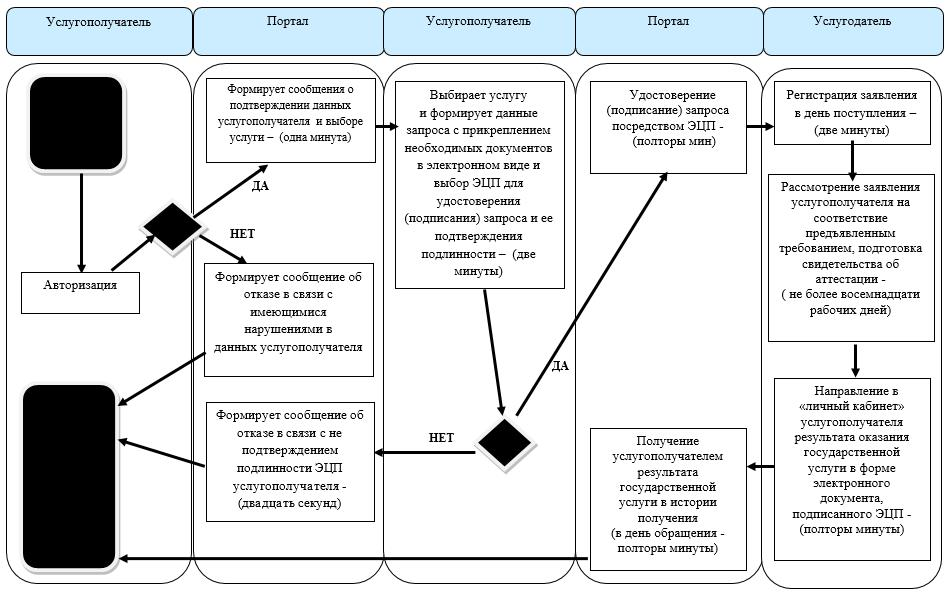 Услугополучатель
Портал
Услугополучатель
Портал
Услугодатель
Авторизация
Формирует сообщения о
подтверждении данных
услугополучателя и выборе
услуги – (одна минута)
ДА
НЕТ
Формирует сообщение об
отказе в связи с
имеющимися
нарушениями в
данных услугополучателя
Формирует сообщение об
отказе в связи с не
подтверждением
подлинности ЭЦП
услугополучателя -
(двадцать секунд)
Выбирает услугу
и формирует данные
запроса с прикреплением
необходимых документов
в электронном виде и
выбор ЭЦП для
удостоверения
(подписания) запроса и ее
подтверждения
подлинности – (две
минуты)
НЕТ
ДА
Удостоверение
(подписание) запроса
посредством ЭЦП -
(полторы мин)
Получение
услугополучателем
результата
государственной
услуги в истории
получения
(в день обращения -
полторы минуты)
Регистрация заявления
в день поступления –
(две минуты)
Рассмотрение заявления
услугополучателя на
соответствие
предъявленным
требованием, подготовка
свидетельства об
аттестации -
( не более восемнадцати
рабочих дней)
Направление в
«личный кабинет»
услугополучателя
результата оказания
государственной
услуги в форме
электронного
документа,
подписанного ЭЦП -
(полторы минуты)